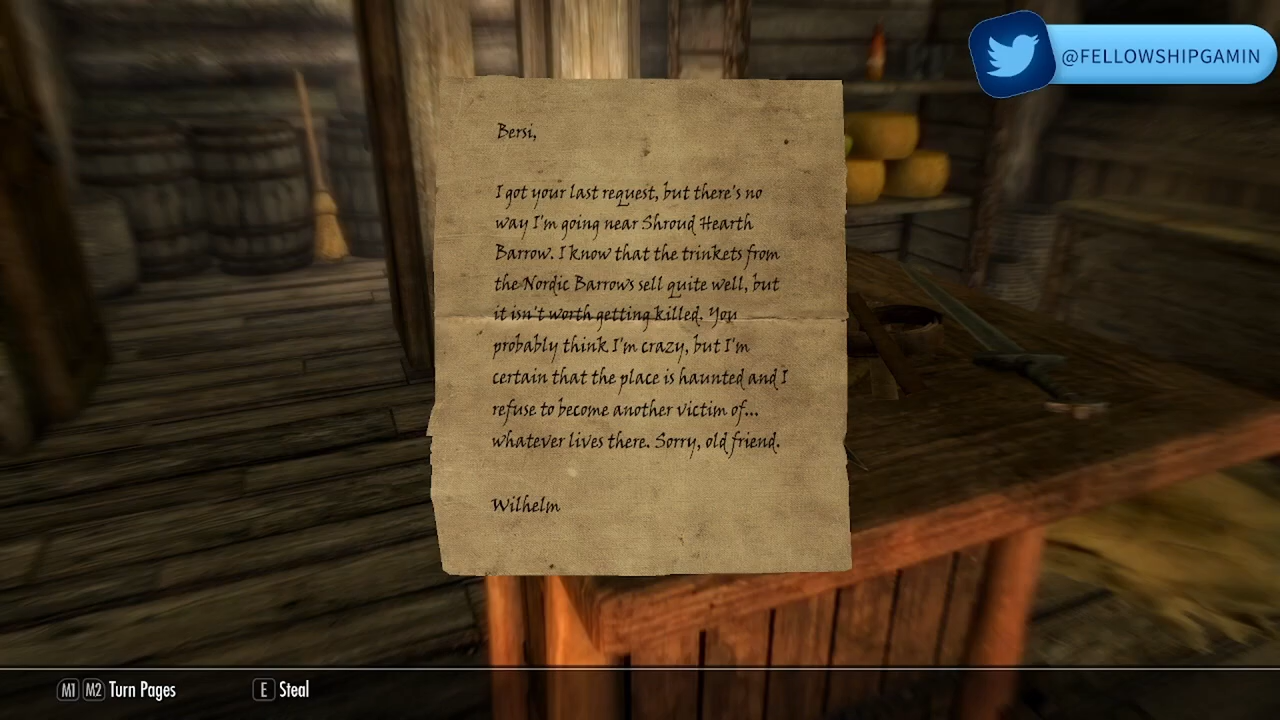 @FELLOWSHIPGAMIN
Bersi,
I got your last request, but there's no
way I'm going near Shroud Hearth
Barrow. I know that the trinkets from
the Nordic Barrows sell quite well, but
it isn't worth getting killed. You
probably think I'm crazy, but I'm
certain that the place is haunted and I
refuse to become another victim of...
whatever lives there. Sorry, old friend.
Wilhelm
M1 M2 Turn Pages E Steal